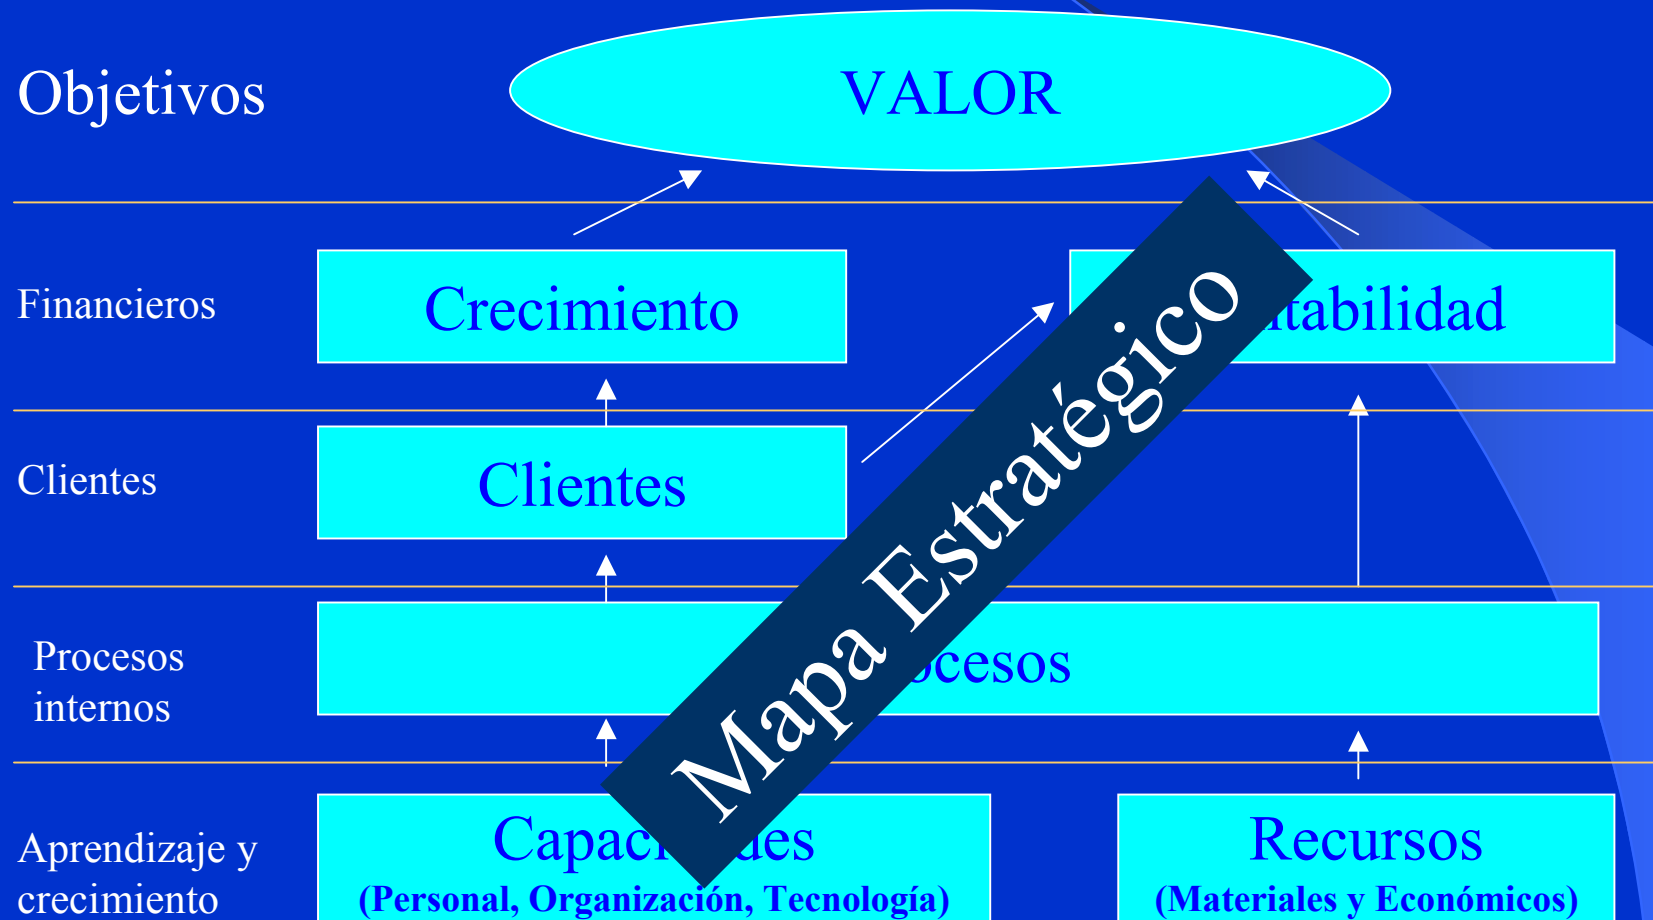 Objetivos
VALOR
Financieros
Crecimiento
tabilidad
Clientes
Clientes
Mapa Estratégico
Procesos
internos
cesos
Aprendizaje y
crecimiento
Capac des
(Personal, Organización, Tecnología)
Recursos
(Materiales y Económicos)